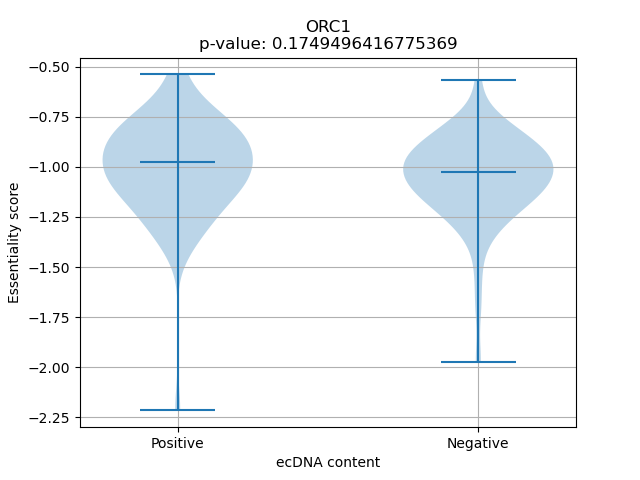 ORC1
p-value: 0.1749496416775369
Essentiality score
−0.50
−0.75
−1.00
−1.25
−1.50
−1.75
−2.00
−2.25
Positive
Negative
ecDNA content